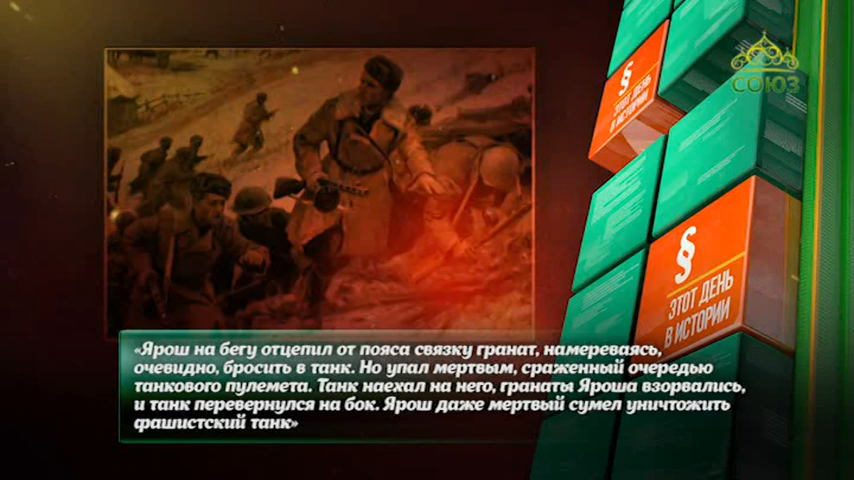 СОЮЗ
§
ЭТОТ ДЕНЬ
В ИСТОРИИ
§
ЭТОТ ДЕНЬ
В ИСТОРИИ
«Ярош на бегу отцепил от пояса связку гранат, намереваясь,
очевидно, бросить в танк. Но упал мертвым, сраженный очередью
танкового пулемета. Танк наехал на него, гранаты Яроша взорвались,
и танк перевернулся на бок. Ярош даже мертвый сумел уничтожить
фашистский танк»